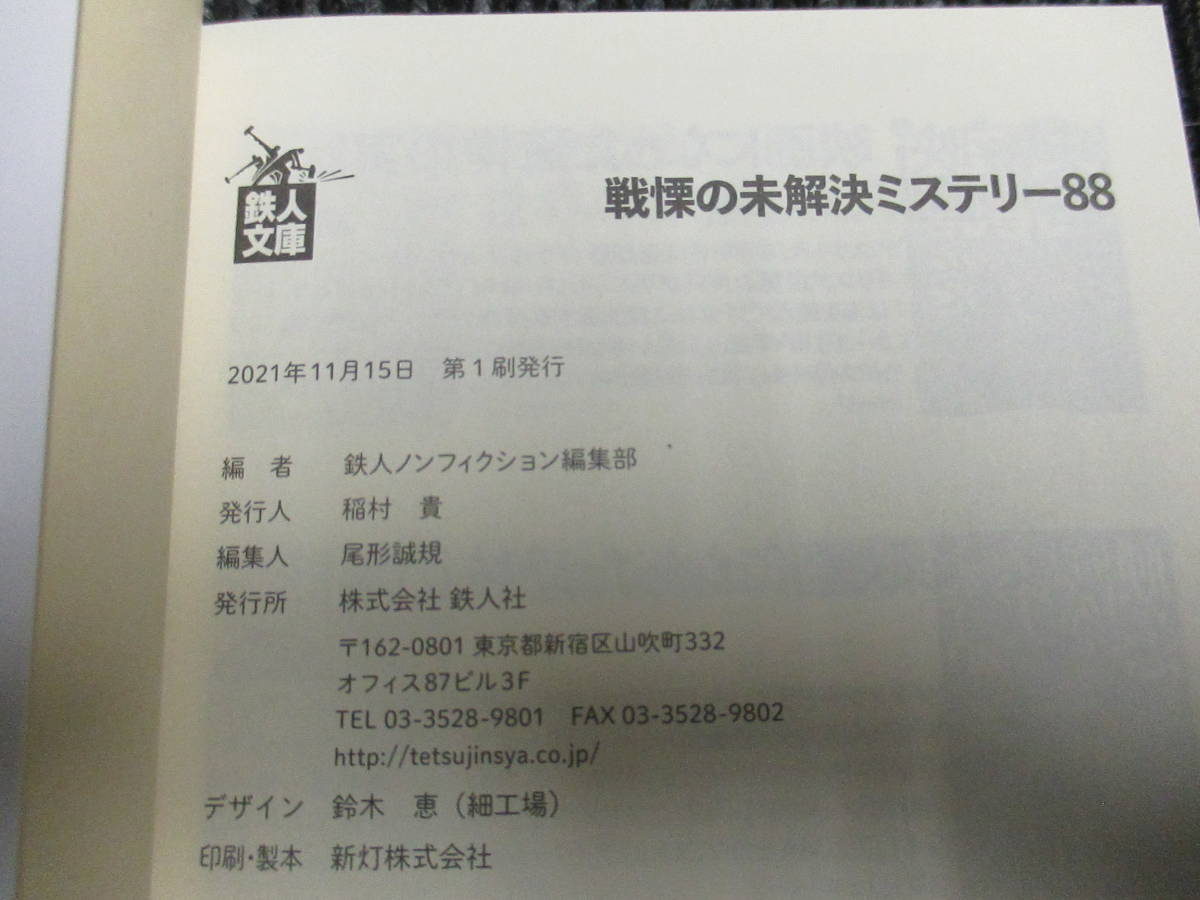 鉄人
文庫
戦慄の未解決ミステリー88
2021年11月15日　第1刷発行
編　者　鉄人ノンフィクション編集部
発行人　稲村　貴
編集人　尾形誠規
発行所　株式会社 鉄人社
〒162-0801 東京都新宿区山吹町332
オフィス87ビル3F
TEL 03-3528-9801　FAX 03-3528-9802
http://tetsujinsya.co.jp/
デザイン　鈴木　恵（細工場）
印刷・製本　新灯株式会社